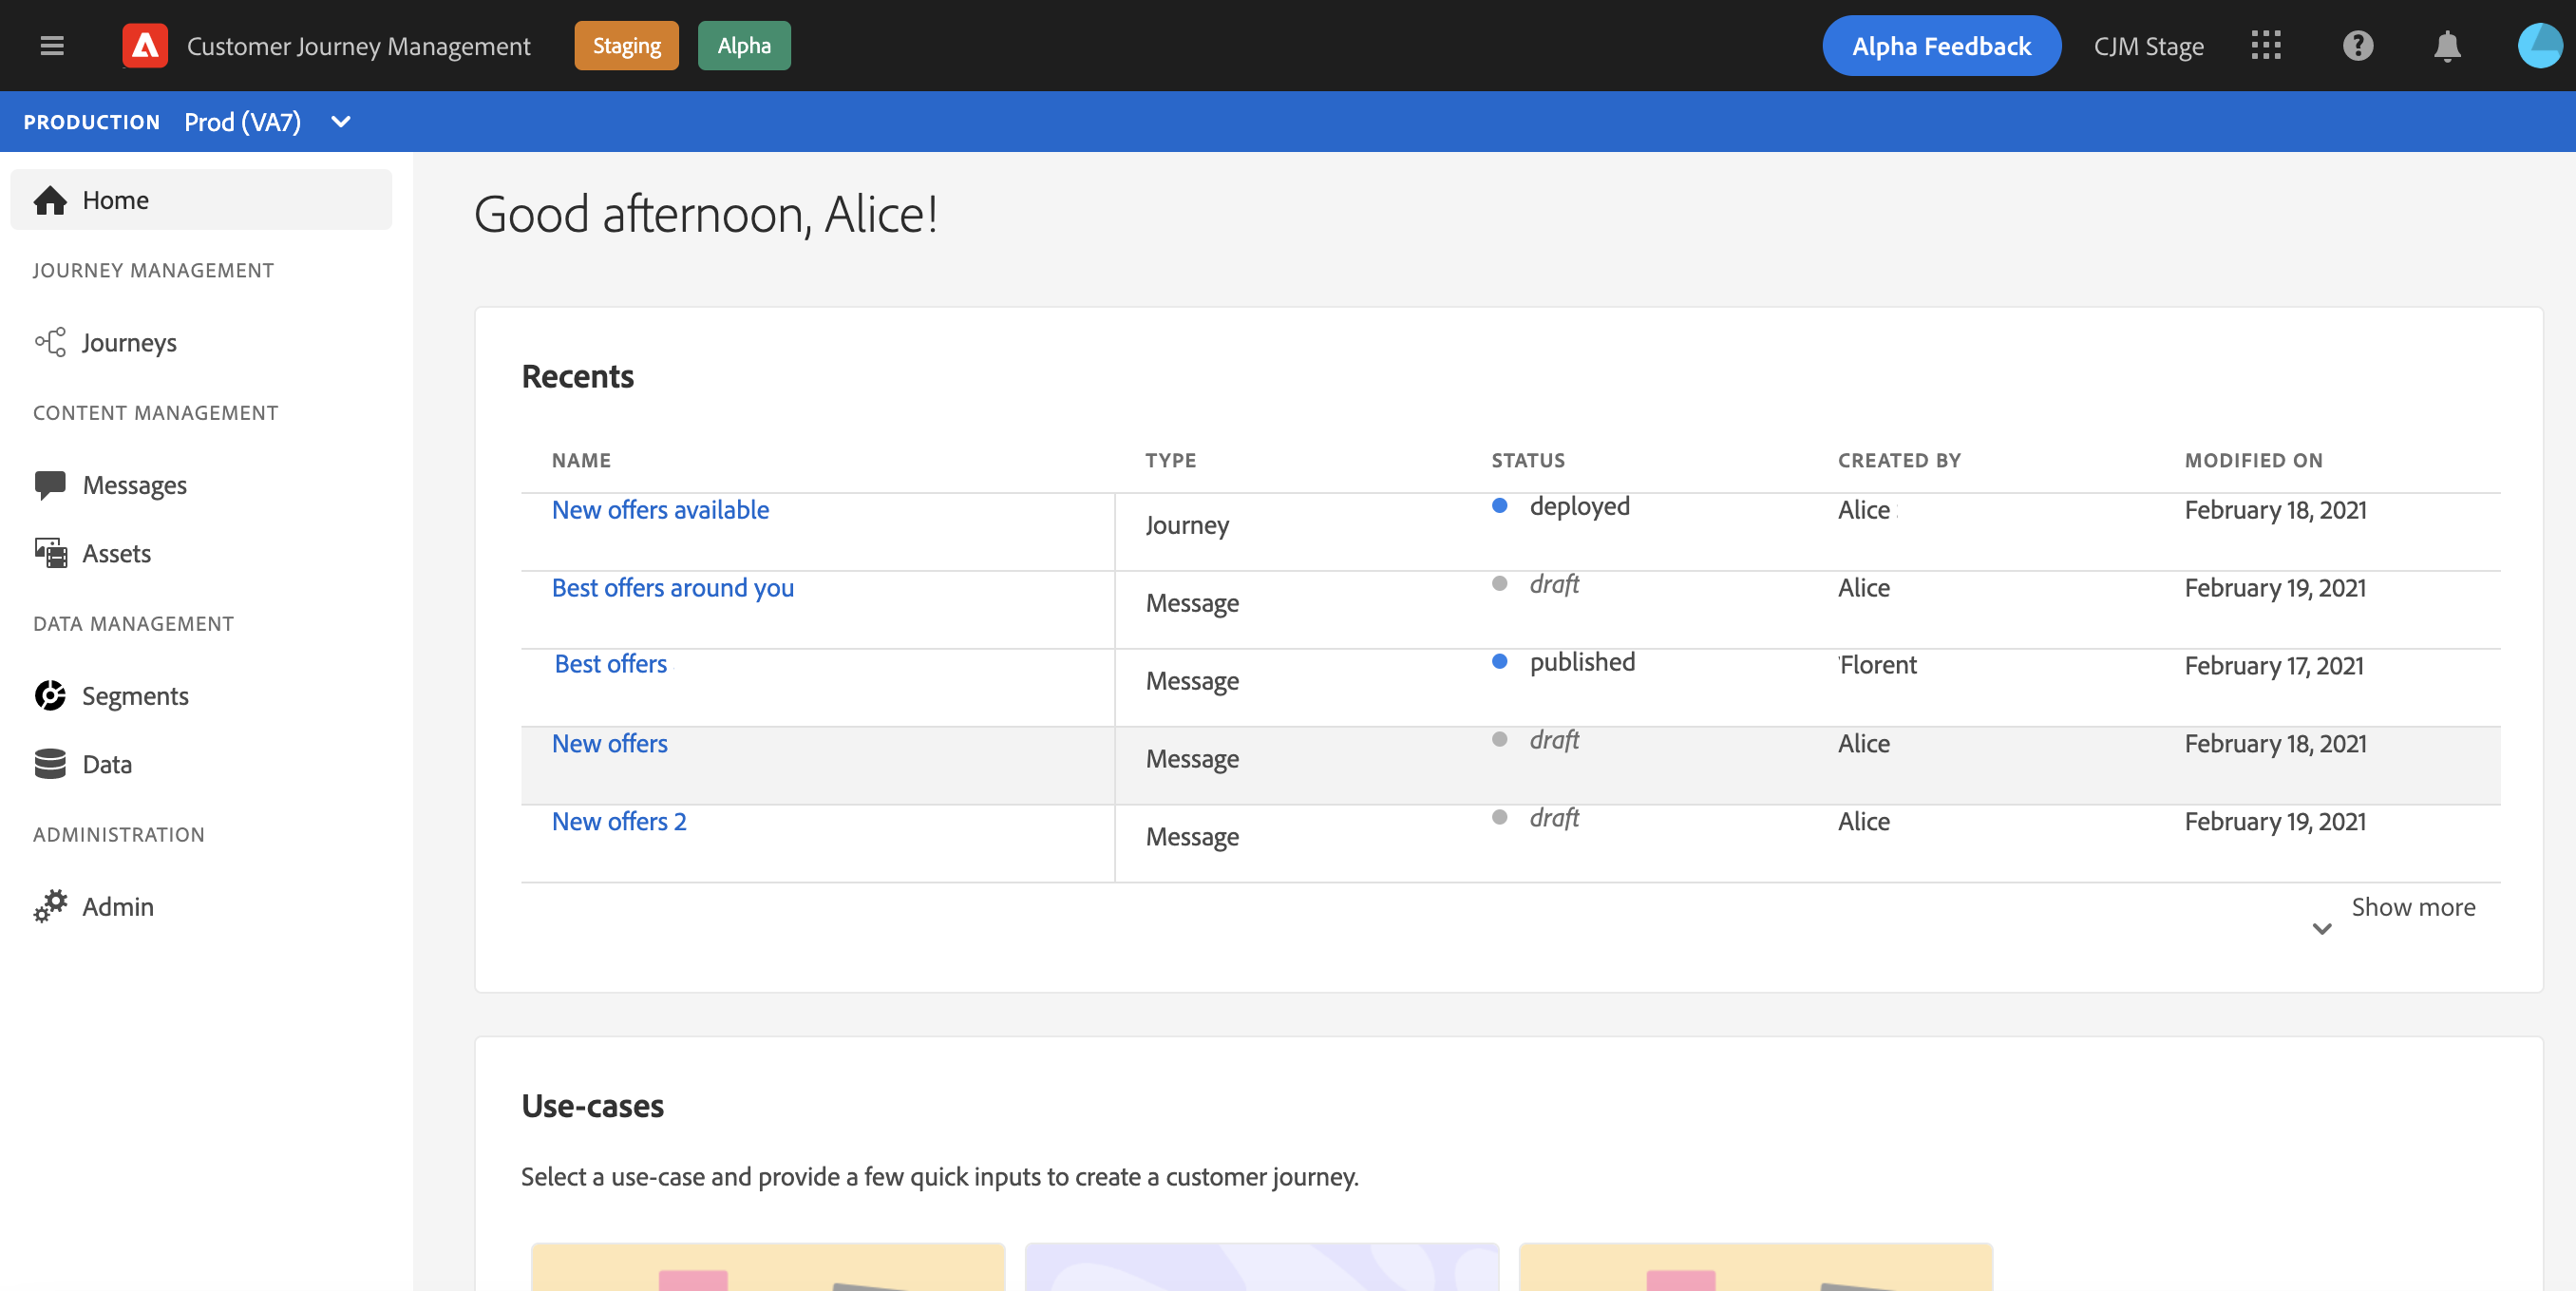 Customer Journey Management Staging Alpha Alpha Feedback CJM Stage
PRODUCTION Prod (VA7)
Home
JOURNEY MANAGEMENT
Journeys
CONTENT MANAGEMENT
Messages
Assets
DATA MANAGEMENT
Segments
Data
ADMINISTRATION
Admin
Good afternoon, Alice!
Recents
NAME TYPE STATUS CREATED BY MODIFIED ON
New offers available Journey deployed Alice February 18, 2021
Best offers around you Message draft Alice February 19, 2021
Best offers Message published Florent February 17, 2021
New offers Message draft Alice February 18, 2021
New offers 2 Message draft Alice February 19, 2021
Show more
Use-cases
Select a use-case and provide a few quick inputs to create a customer journey.